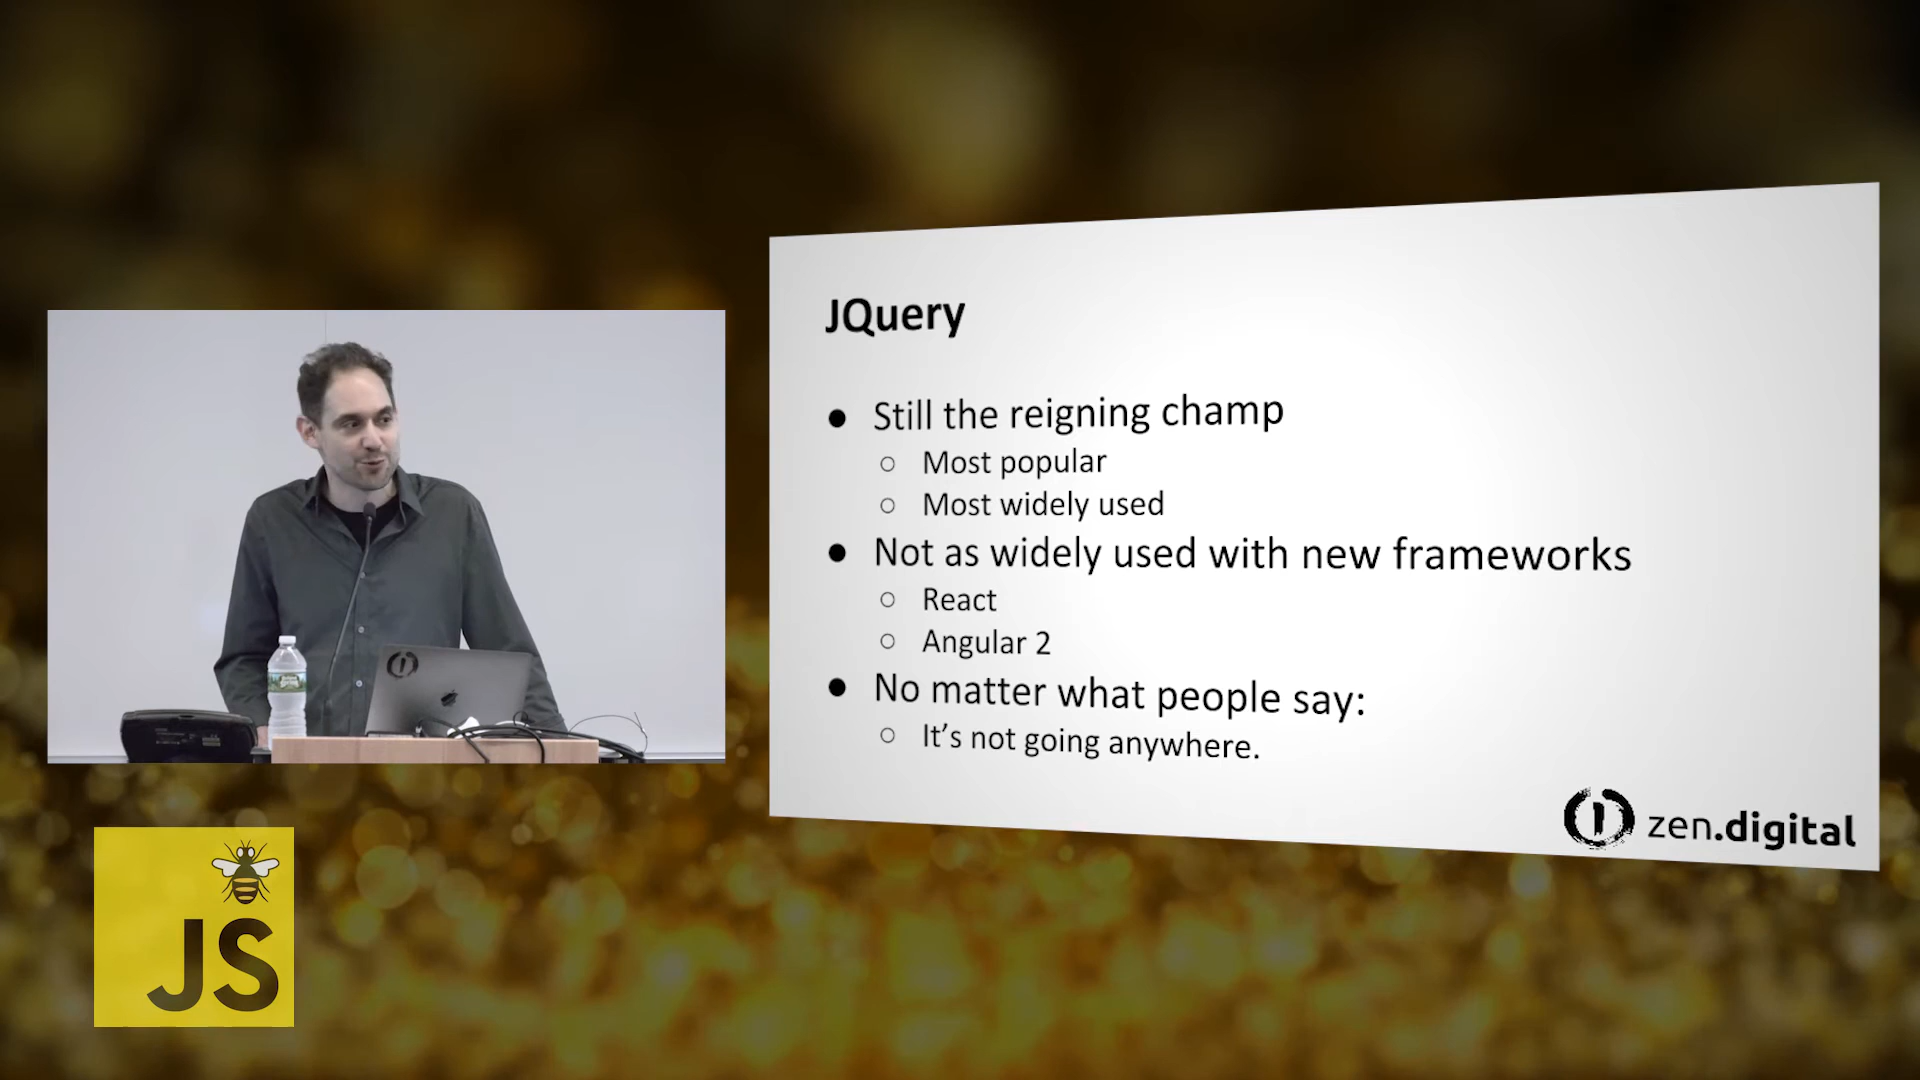 JQuery
● Still the reigning champ
○ Most popular
○ Most widely used
● Not as widely used with new frameworks
○ React
○ Angular 2
● No matter what people say:
○ It’s not going anywhere.
zen.digital
JS